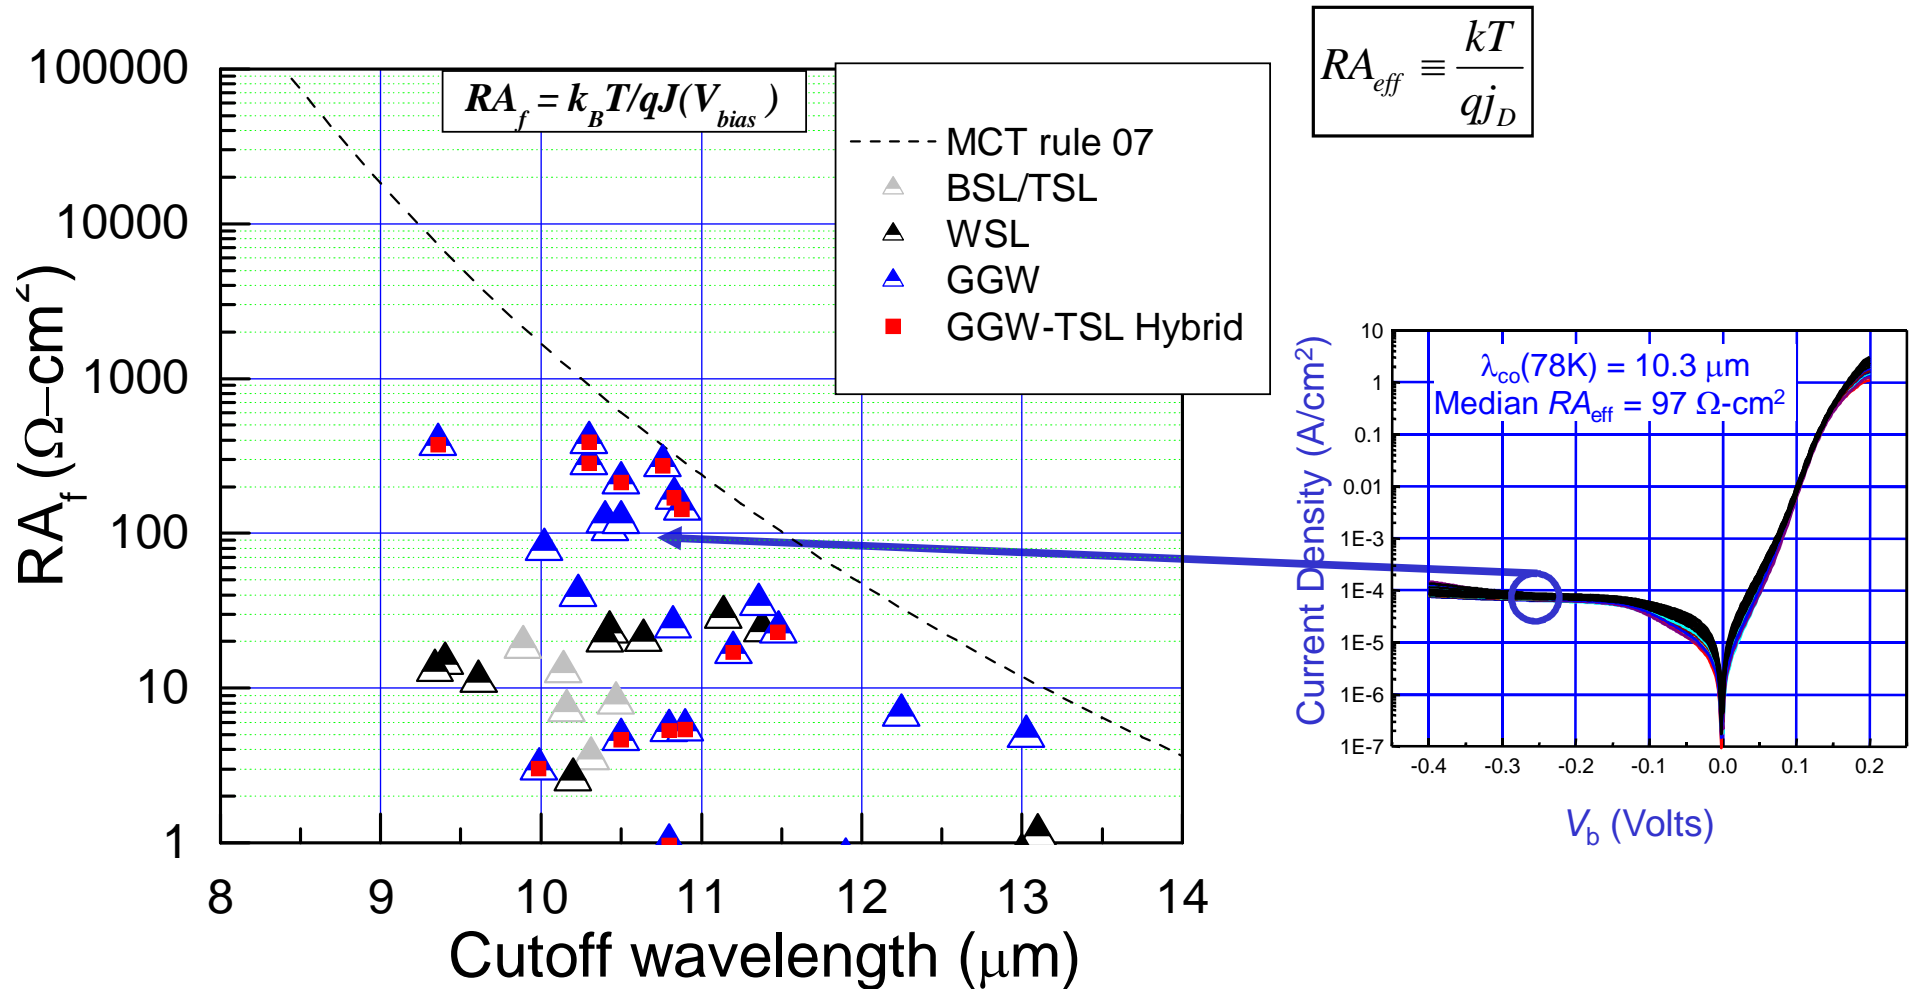 RA_f = k_B T/qJ(V_bias)
RA_eff ≡ kT / qj_D
MCT rule 07
BSL/TSL
WSL
GGW
GGW-TSL Hybrid
RA_f (Ω–cm²)
100000
10000
1000
100
10
1
8 9 10 11 12 13 14
Cutoff wavelength (μm)
λ_co(78K) = 10.3 μm
Median RA_eff = 97 Ω-cm²
Current Density (A/cm²)
10
1
0.1
0.01
1E-3
1E-4
1E-5
1E-6
1E-7
-0.4 -0.3 -0.2 -0.1 0.0 0.1 0.2
V_b (Volts)